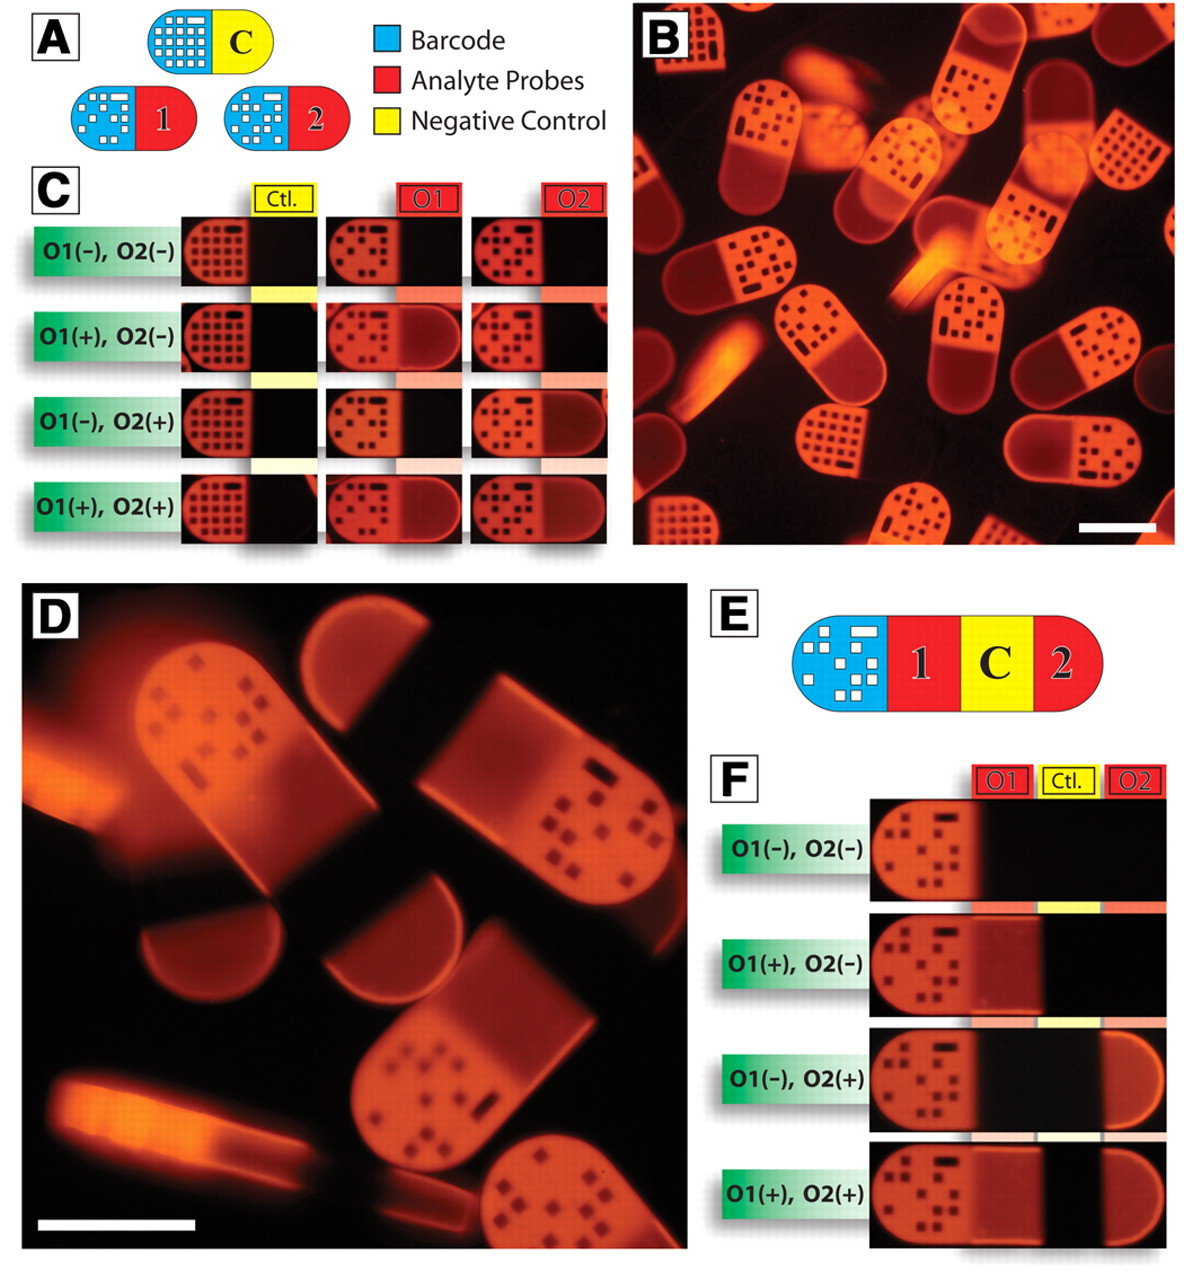 A
C
1
2
Barcode
Analyte Probes
Negative Control
B
C
Ctl.
O1
O2
O1(–), O2(–)
O1(+), O2(–)
O1(–), O2(+)
O1(+), O2(+)
D
E
1
C
2
F
O1
Ctl.
O2
O1(–), O2(–)
O1(+), O2(–)
O1(–), O2(+)
O1(+), O2(+)